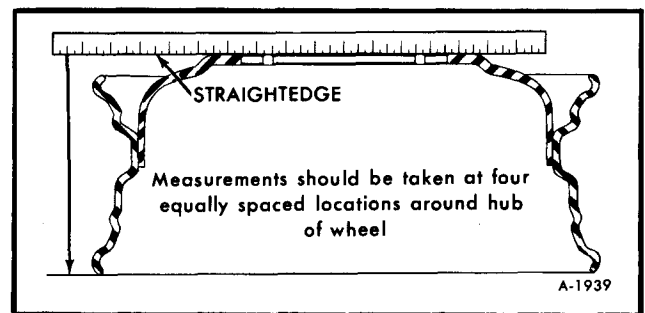 STRAIGHTEDGE
Measurements should be taken at four
equally spaced locations around hub
of wheel
A-1939